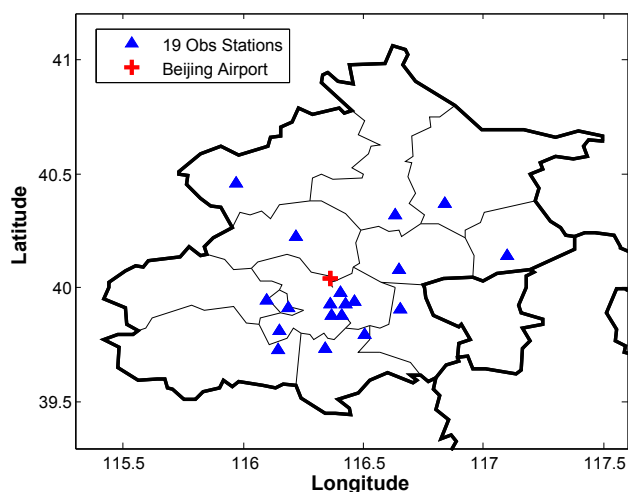 19 Obs Stations
Beijing Airport
41
40.5
40
39.5
Latitude
115.5 116 116.5 117 117.5
Longitude